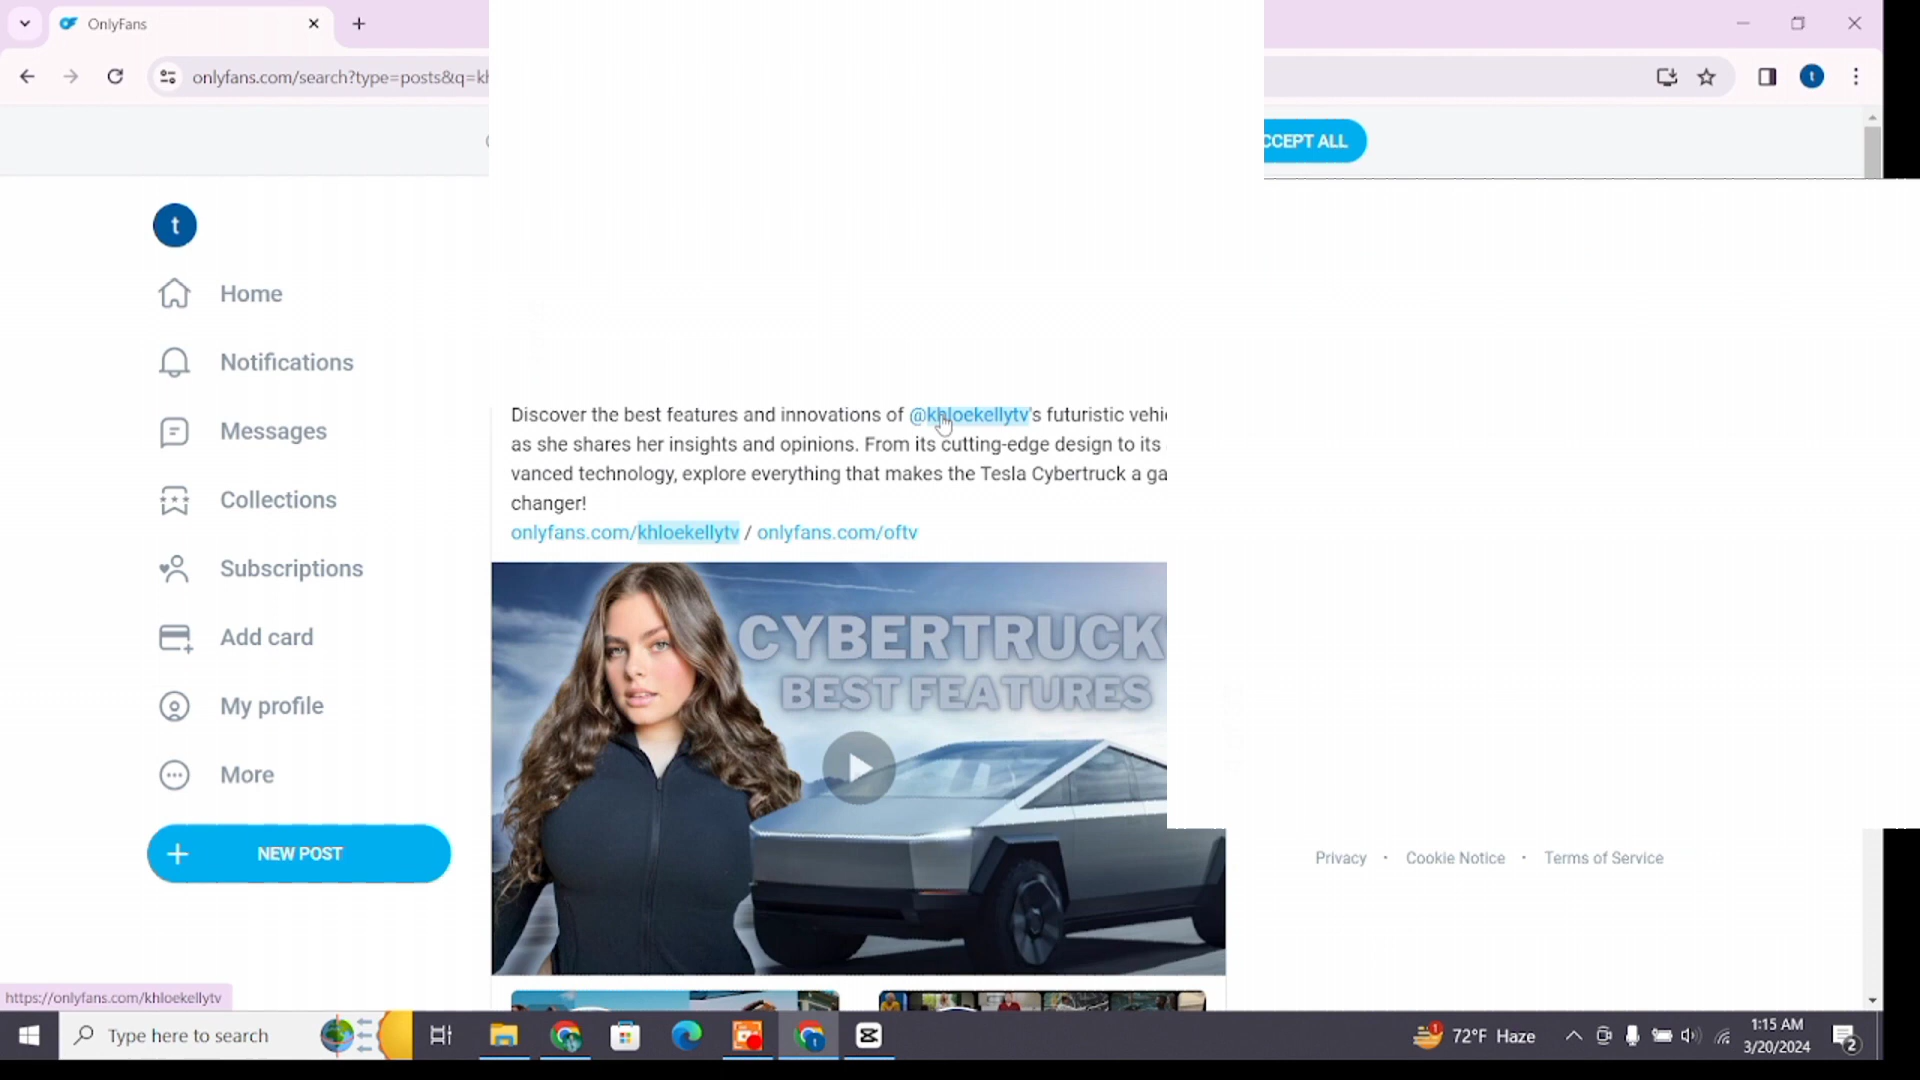 OnlyFans
onlyfans.com/search?type=posts&q=kh
t
CCEPT ALL
t
Home
Notifications
Messages
Collections
Subscriptions
Add card
My profile
More
NEW POST
Discover the best features and innovations of @khloekellytv's futuristic vehi
as she shares her insights and opinions. From its cutting-edge design to its
vanced technology, explore everything that makes the Tesla Cybertruck a ga
changer!
onlyfans.com/khloekellytv / onlyfans.com/oftv
CYBERTRUCK
BEST FEATURES
Privacy · Cookie Notice · Terms of Service
https://onlyfans.com/khloekellytv
Type here to search
72°F Haze
1:15 AM
3/20/2024
2